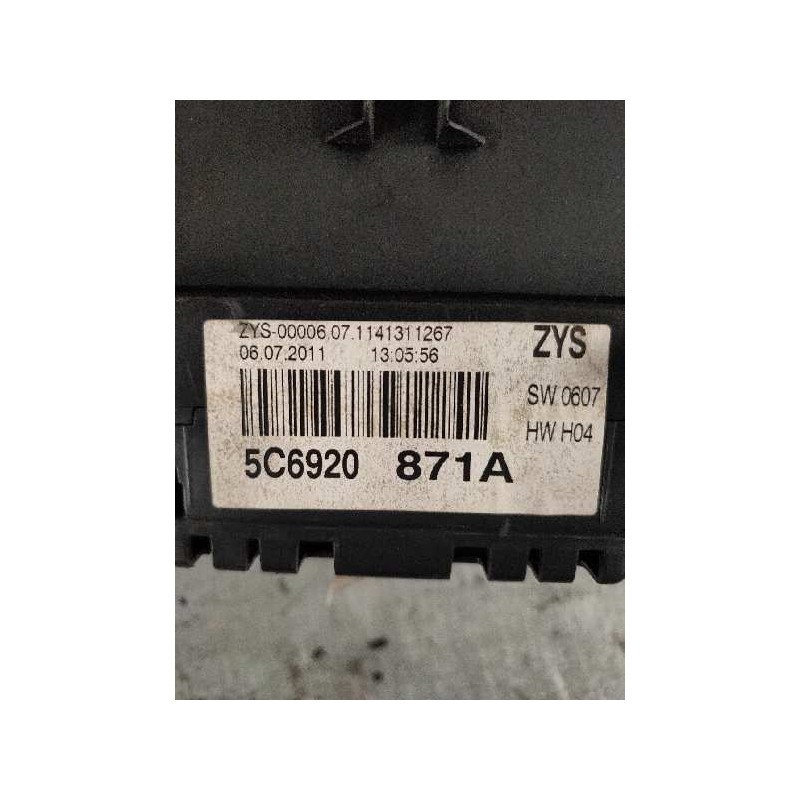 ZYS-00006.07.1141311267
06.07.2011 13:05:56
ZYS
SW 0607
HW H04
5C6920 871A